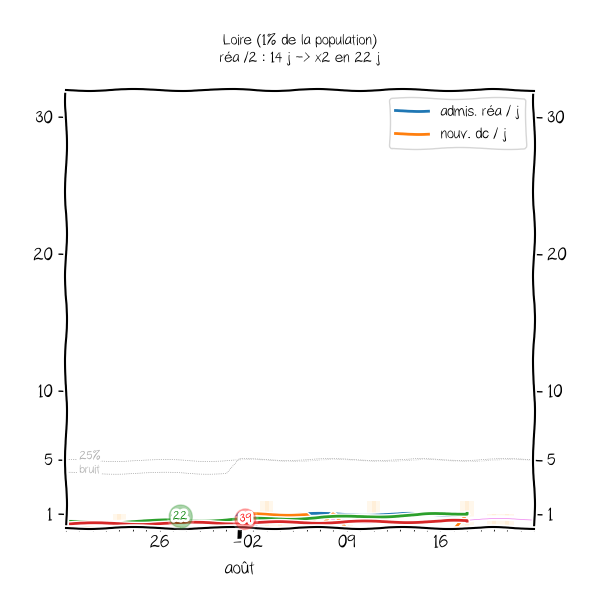 Loire (1% de la population)
réa /2 : 14 j -> x2 en 22 j
admis. réa / j
nouv. dc / j
30
30
20
20
10
10
5
25%
5
bruit
1
22
39
1
26
02
09
16
août